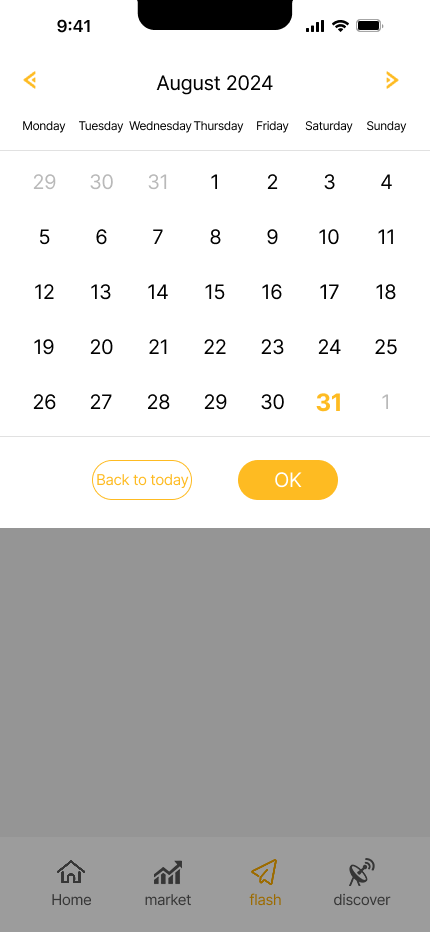 9:41
August 2024
Monday Tuesday Wednesday Thursday Friday Saturday Sunday
29 30 31 1 2 3 4
5 6 7 8 9 10 11
12 13 14 15 16 17 18
19 20 21 22 23 24 25
26 27 28 29 30 31 1
Back to today OK
Home market flash discover